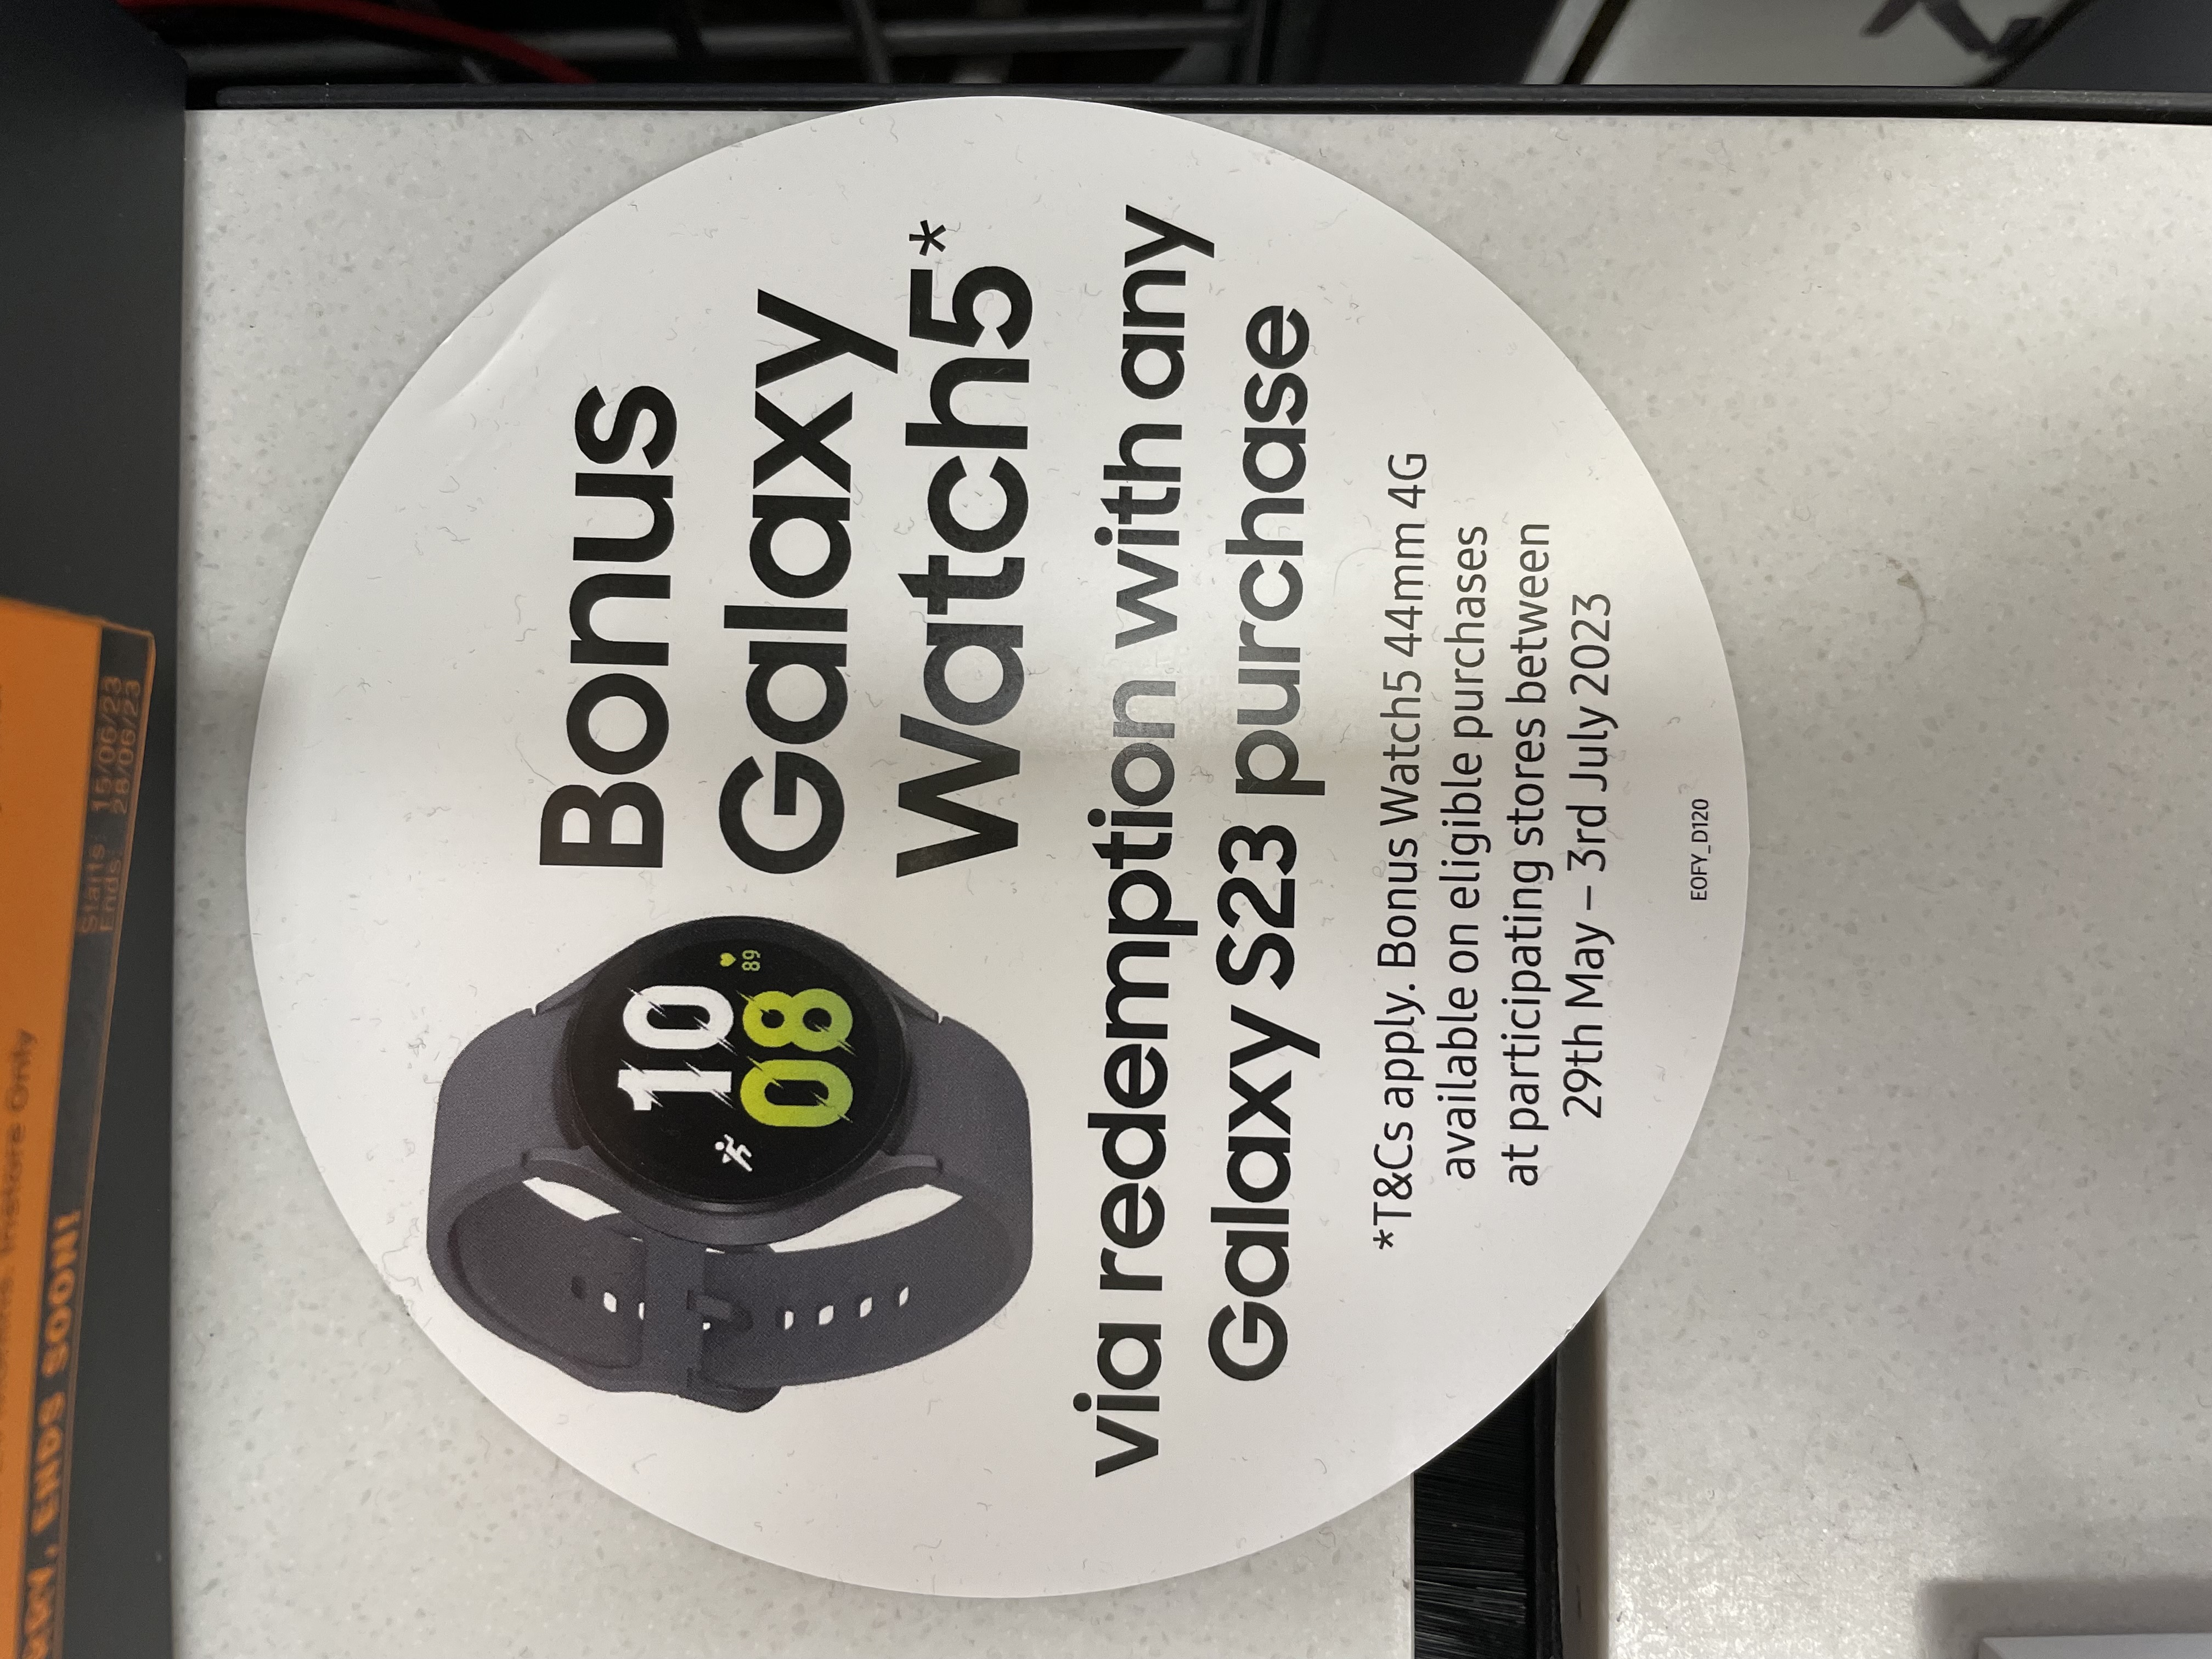 Bonus
Galaxy
Watch5*
10
08
89
via redemption with any
Galaxy S23 purchase
*T&Cs apply. Bonus Watch5 44mm 4G
available on eligible purchases
at participating stores between
29th May – 3rd July 2023
EOFY_D120
Instore Only
ENDS SOON!
Starts: 15/06/23
Ends: 28/06/23